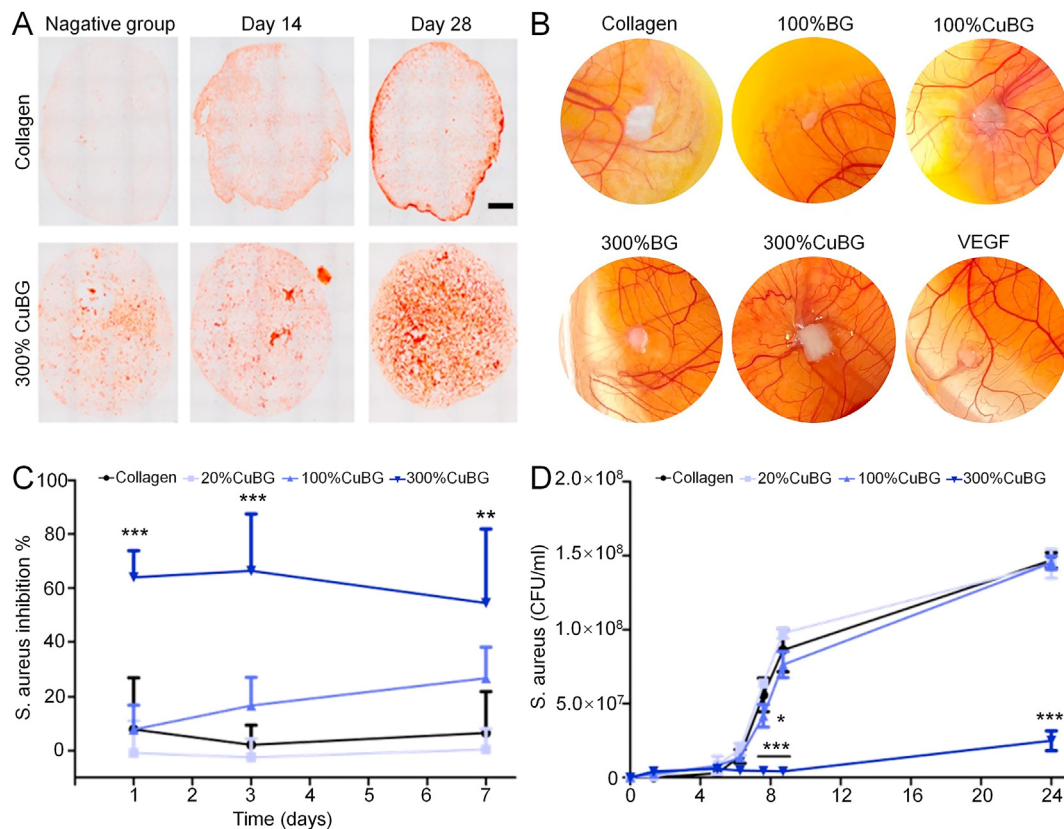 A
Nagative group
Day 14
Day 28
Collagen
300% CuBG
B
Collagen
100%BG
100%CuBG
300%BG
300%CuBG
VEGF
C
Collagen
20%CuBG
100%CuBG
300%CuBG
S. aureus inhibition %
100
80
60
40
20
0
***
***
**
1 2 3 4 5 6 7
Time (days)
D
Collagen
20%CuBG
100%CuBG
300%CuBG
S. aureus (CFU/ml)
2.0×10⁸
1.5×10⁸
1.0×10⁸
5.0×10⁷
0
*
***
***
0 4 8 12 16 20 24